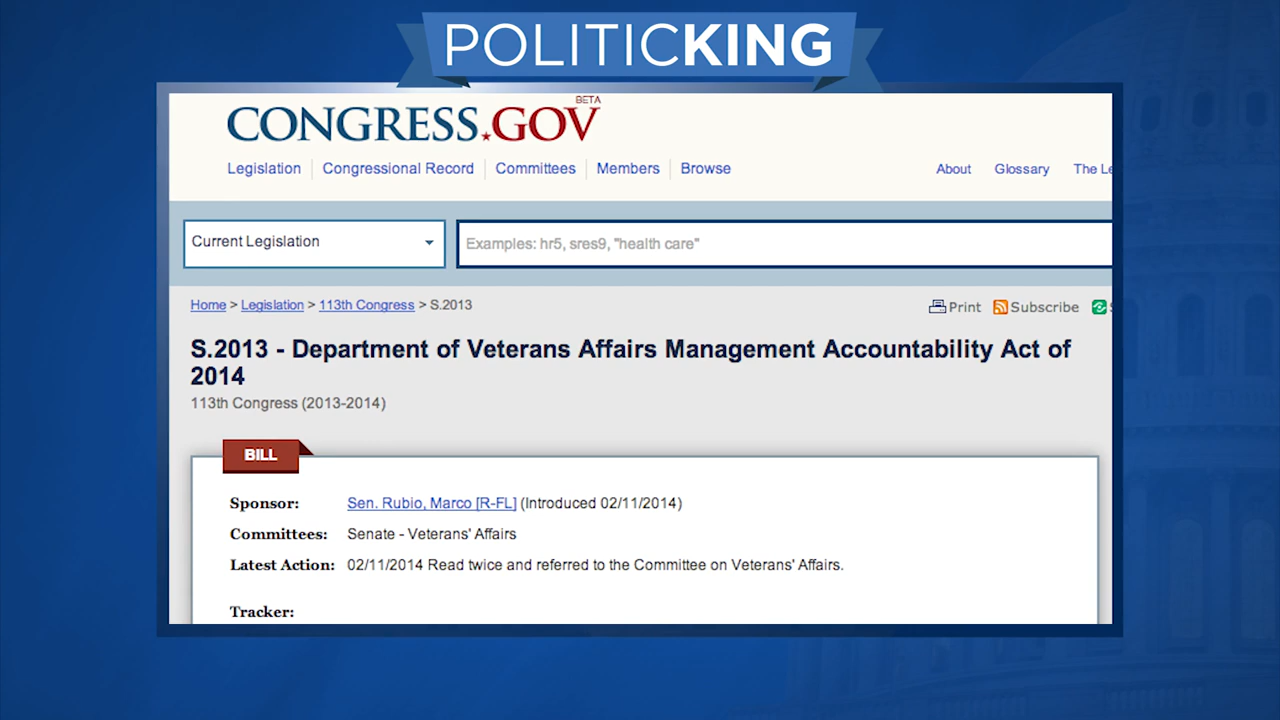 POLITICKING
BETA
CONGRESS.GOV
Legislation Congressional Record Committees Members Browse About Glossary The Le
Current Legislation Examples: hr5, sres9, "health care"
Home > Legislation > 113th Congress > S.2013 Print Subscribe
S.2013 - Department of Veterans Affairs Management Accountability Act of
2014
113th Congress (2013-2014)
BILL
Sponsor: Sen. Rubio, Marco [R-FL] (Introduced 02/11/2014)
Committees: Senate - Veterans' Affairs
Latest Action: 02/11/2014 Read twice and referred to the Committee on Veterans' Affairs.
Tracker: